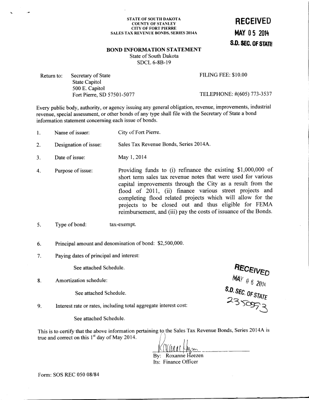 STATE OF SOUTH DAKOTA
COUNTY OF STANLEY
CITY OF FORT PIERRE
SALES TAX REVENUE BONDS, SERIES 2014A
RECEIVED
MAY 05 2014
S.D. SEC. OF STATE
BOND INFORMATION STATEMENT
State of South Dakota
SDCL 6-8B-19
Return to: Secretary of State FILING FEE: $10.00
State Capitol
500 E. Capitol
Fort Pierre, SD 57501-5077 TELEPHONE: #(605) 773-3537
Every public body, authority, or agency issuing any general obligation, revenue, improvements, industrial
revenue, special assessment, or other bonds of any type shall file with the Secretary of State a bond
information statement concerning each issue of bonds.
1. Name of issuer: City of Fort Pierre.
2. Designation of issue: Sales Tax Revenue Bonds, Series 2014A.
3. Date of issue: May 1, 2014
4. Purpose of issue: Providing funds to (i) refinance the existing $1,000,000 of
short term sales tax revenue notes that were used for various
capital improvements through the City as a result from the
flood of 2011, (ii) finance various street projects and
completing flood related projects which will allow for the
projects to be closed out and thus eligible for FEMA
reimbursement, and (iii) pay the costs of issuance of the Bonds.
5. Type of bond: tax-exempt.
6. Principal amount and denomination of bond: $2,500,000.
7. Paying dates of principal and interest:
See attached Schedule.
8. Amortization schedule:
See attached Schedule.
9. Interest rate or rates, including total aggregate interest cost:
See attached Schedule.
RECEIVED
MAY 05 2014
S.D. SEC. OF STATE
This is to certify that the above information pertaining to the Sales Tax Revenue Bonds, Series 2014A is
true and correct on this 1st day of May 2014.
By: Roxanne Heezen
Its: Finance Officer
Form: SOS REC 050 08/84